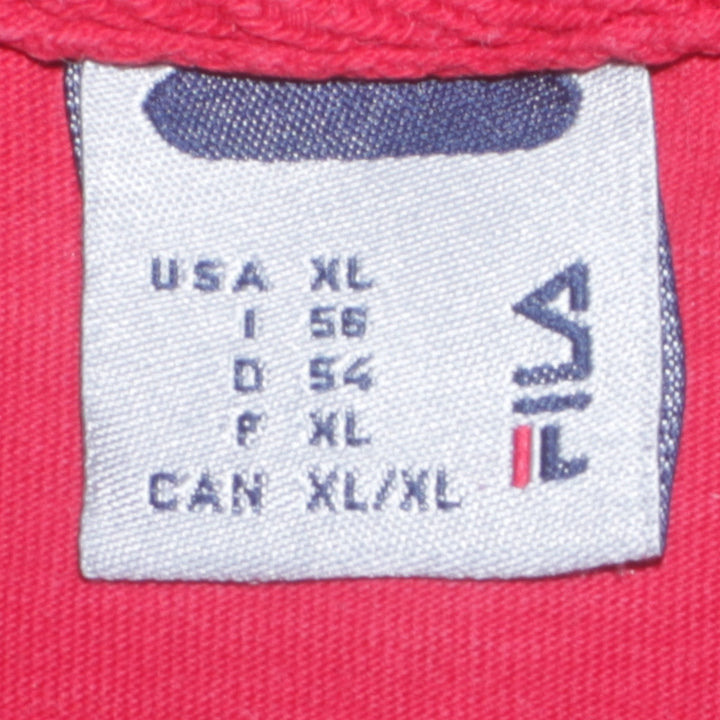 USA XL
I 56
D 54
F XL
CAN XL/XL
FILA